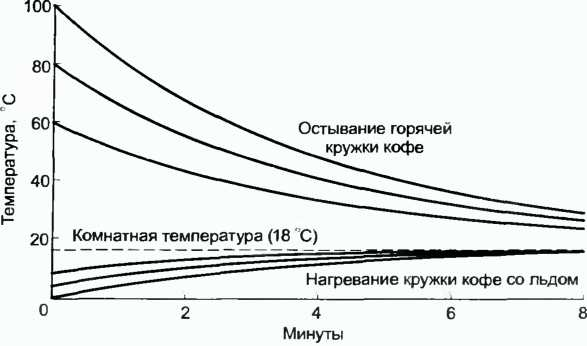 100
80
60
40
20
0
Температура, °C
Остывание горячей
кружки кофе
Комнатная температура (18 °C)
Нагревание кружки кофе со льдом
2
4
6
8
Минуты